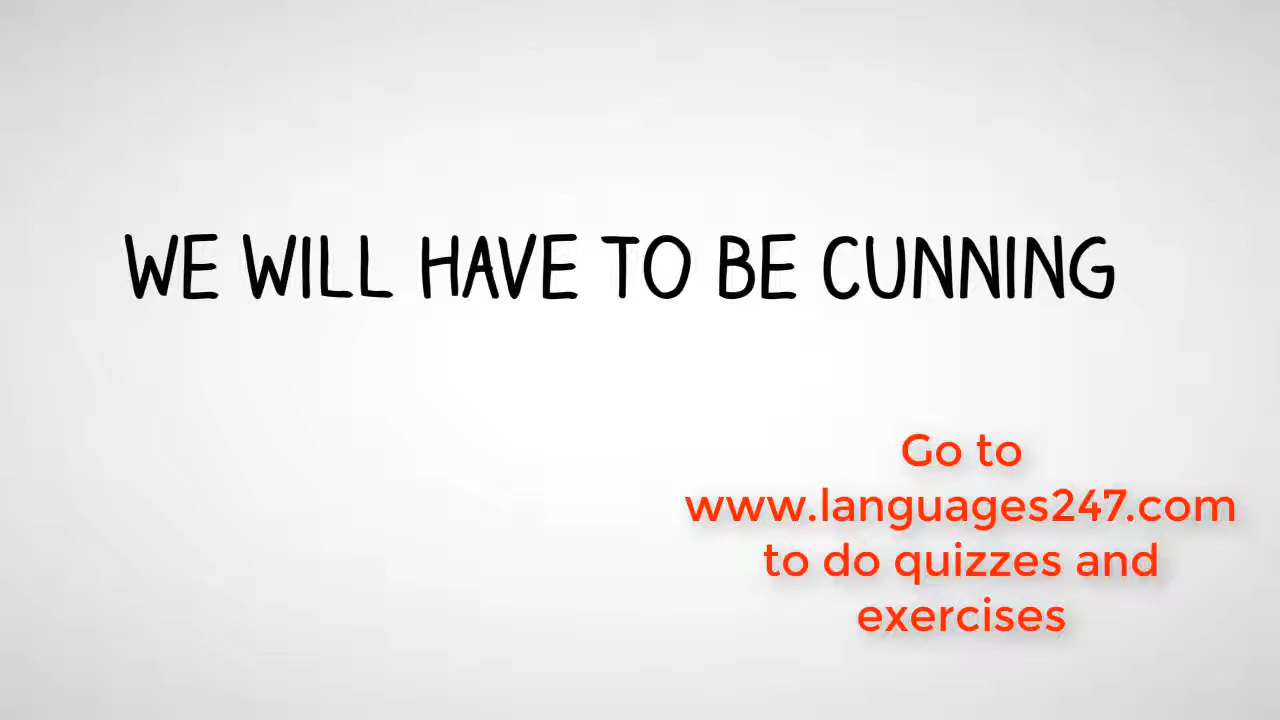 WE WILL HAVE TO BE CUNNING
Go to
www.languages247.com
to do quizzes and
exercises